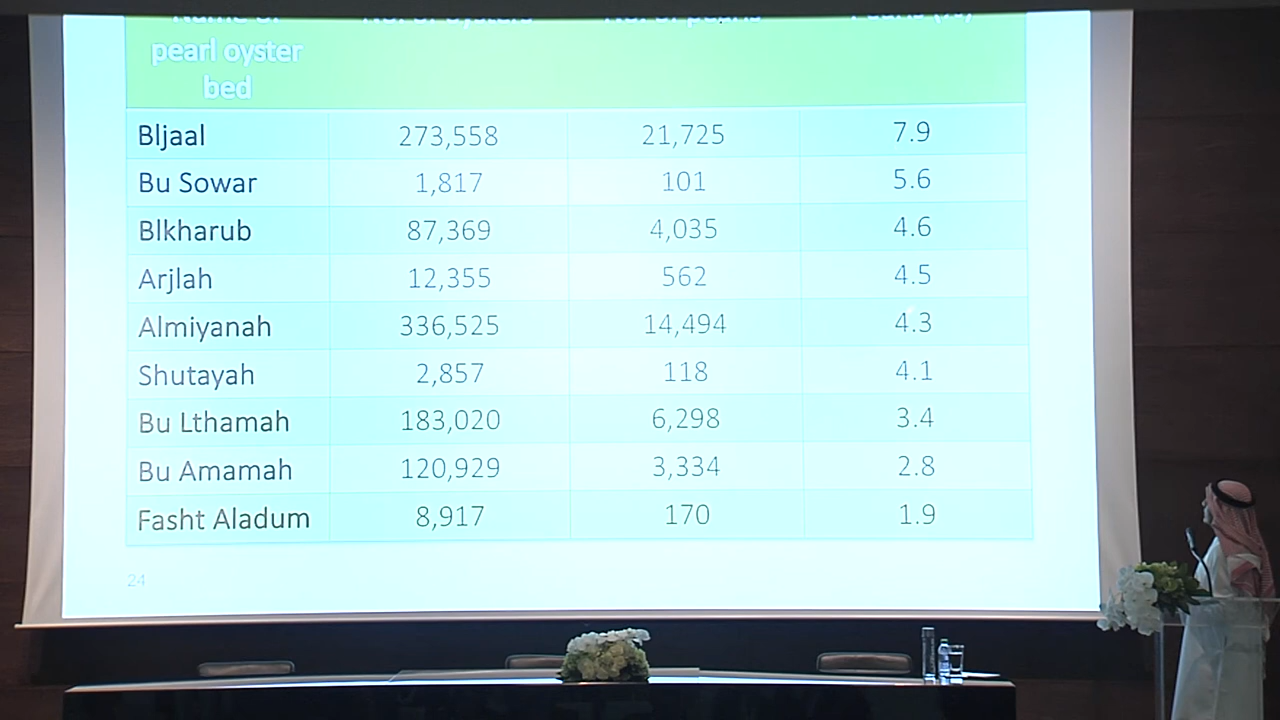 pearl oyster
bed
Bljaal 273,558 21,725 7.9
Bu Sowar 1,817 101 5.6
Blkharub 87,369 4,035 4.6
Arjlah 12,355 562 4.5
Almiyanah 336,525 14,494 4.3
Shutayah 2,857 118 4.1
Bu Lthamah 183,020 6,298 3.4
Bu Amamah 120,929 3,334 2.8
Fasht Aladum 8,917 170 1.9
24